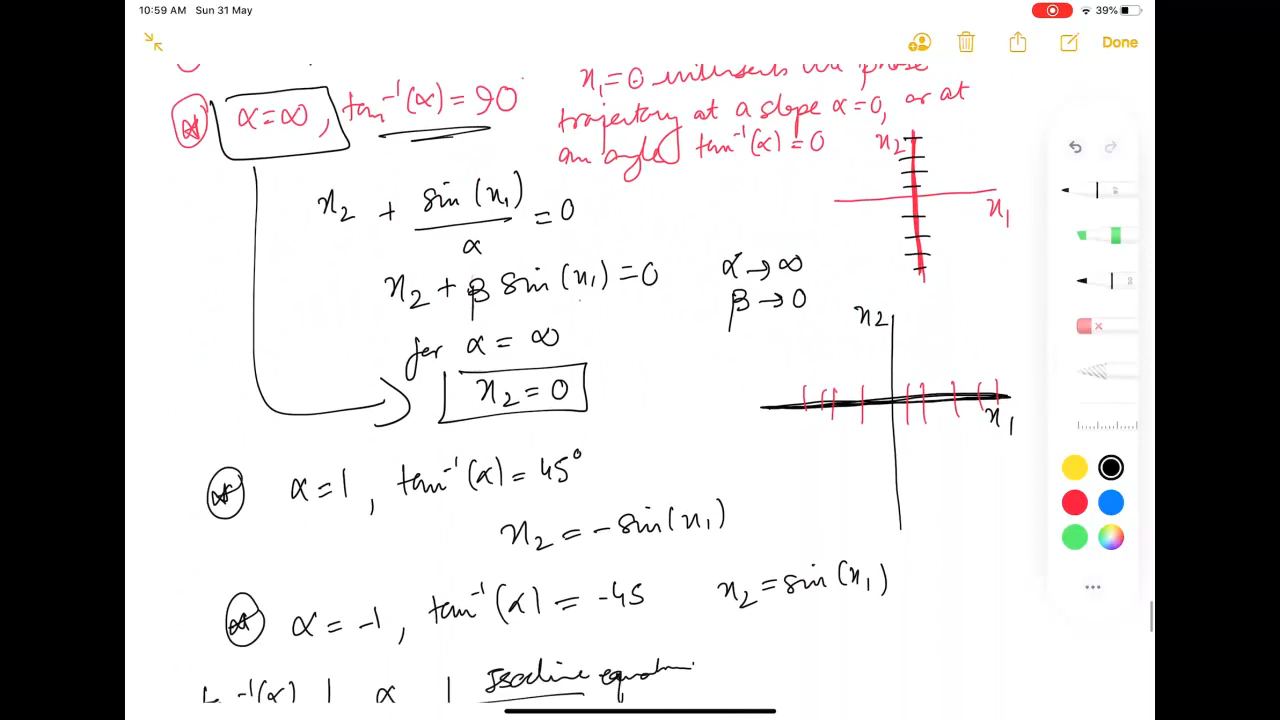 10:59 AM Sun 31 May
39%
Done
α = ∞, tan⁻¹(α) = 90
x₁ = 0 intersects the phase
trajectory at a slope α = 0, or at
an angle tan⁻¹(α) = 0
x₂
x₁
x₂ + sin(x₁)/α = 0
x₂ + β sin(x₁) = 0
α → ∞
β → 0
for α = ∞
x₂ = 0
x₂
x₁
α = 1, tan⁻¹(α) = 45°
x₂ = - sin(x₁)
α = -1, tan⁻¹(α) = -45 x₂ = sin(x₁)
tan⁻¹(α) | α | Isocline equation